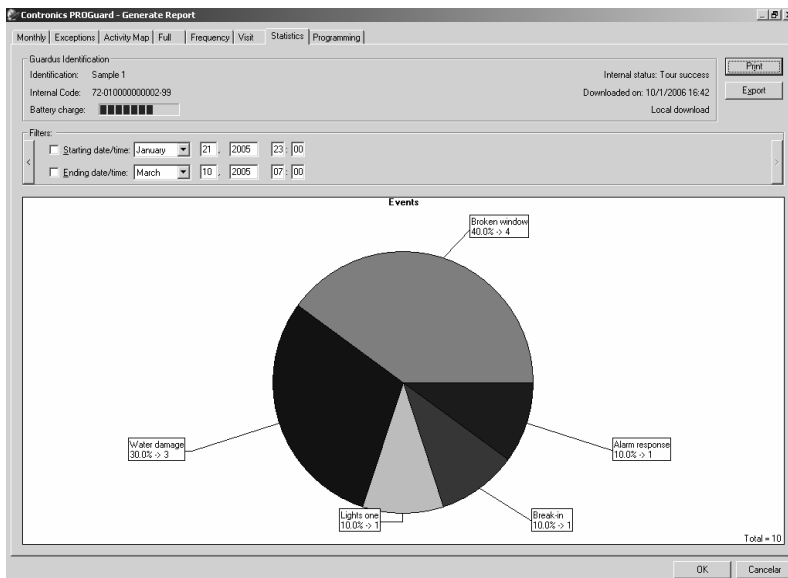 Contronics PROGuard - Generate Report
Monthly Exceptions Activity Map Full Frequency Visit Statistics Programming
Guardus Identification
Identification: Sample 1 Internal status: Tour success
Print
Internal Code: 72-010000000002-99 Downloaded on: 10/1/2006 16:42
Export
Battery charge: Local download
Filters:
< Starting date/time: January 21 , 2005 23 : 00 >
Ending date/time: March 10 , 2005 07 : 00
Events
Broken window
40.0% -> 4
Water damage
30.0% -> 3
Alarm response
10.0% -> 1
Lights one
10.0% -> 1
Break-in
10.0% -> 1
Total = 10
OK Cancelar